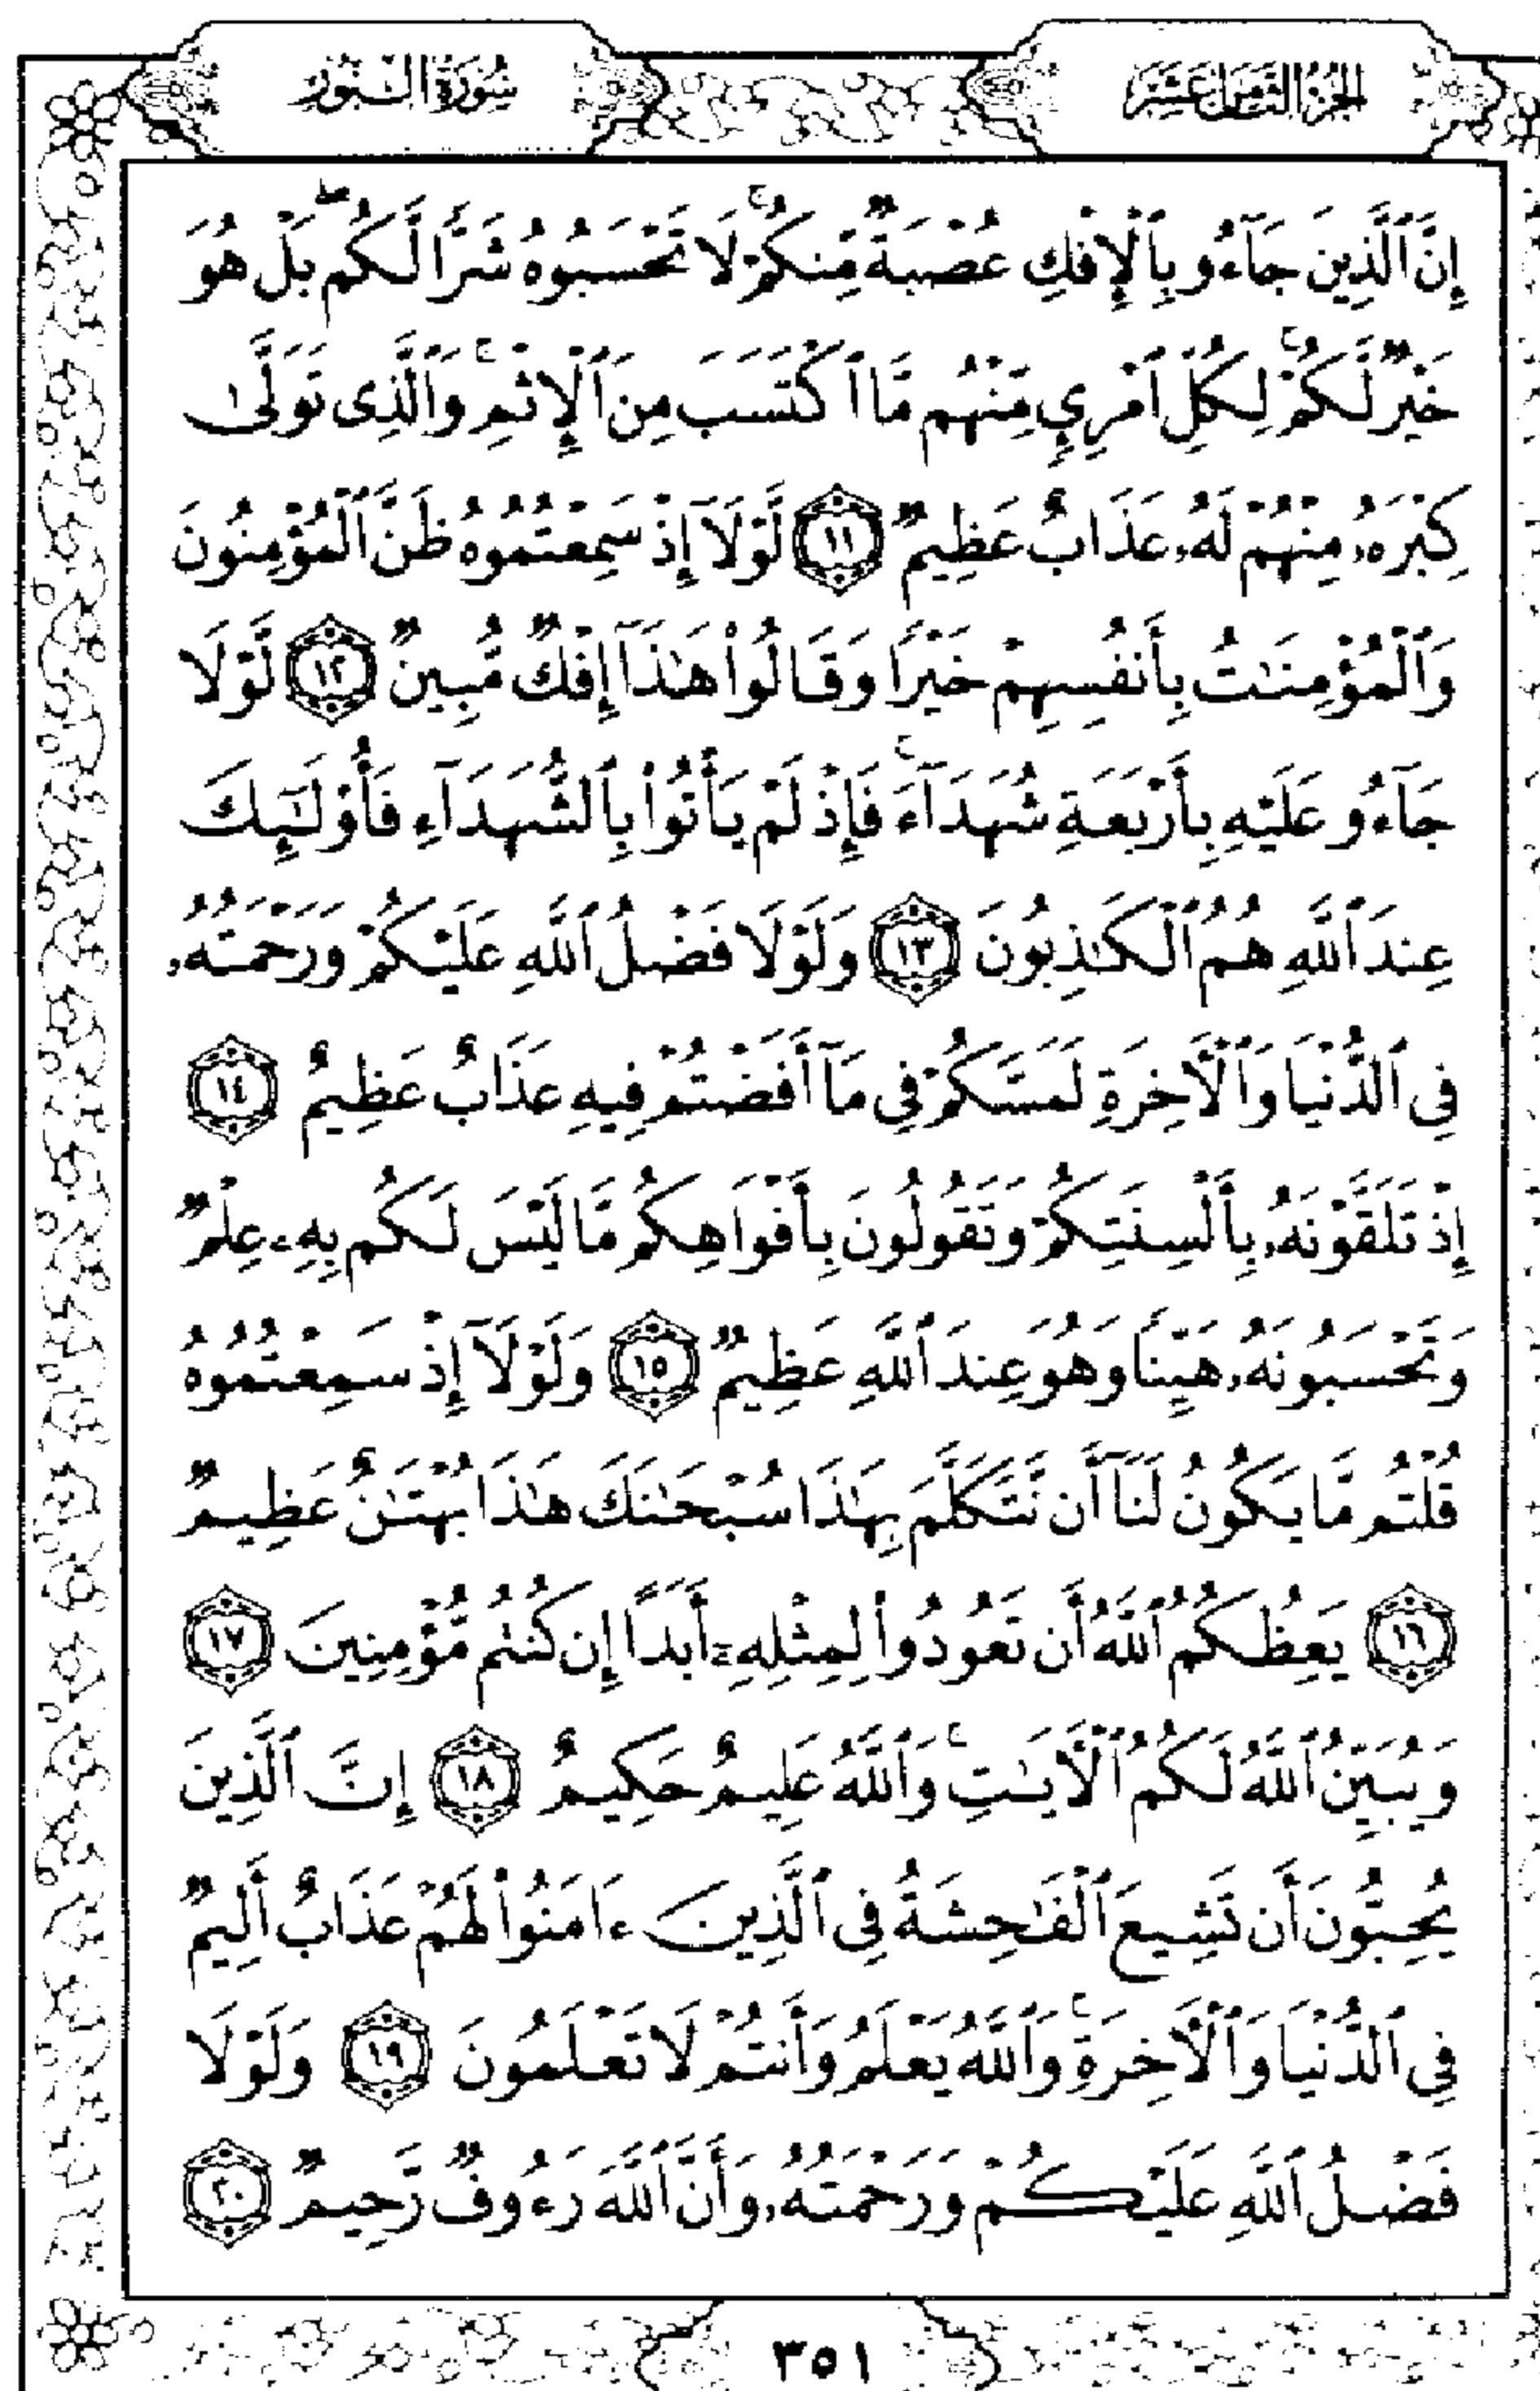 الجزء الثامن عشر
سورة النور
إِنَّ ٱلَّذِينَ جَآءُو بِٱلْإِفْكِ عُصْبَةٌ مِّنكُمْ ۚ لَا تَحْسَبُوهُ شَرًّا لَّكُم ۖ بَلْ هُوَ
خَيْرٌ لَّكُمْ ۚ لِكُلِّ ٱمْرِئٍ مِّنْهُم مَّا ٱكْتَسَبَ مِنَ ٱلْإِثْمِ ۚ وَٱلَّذِى تَوَلَّىٰ
كِبْرَهُۥ مِنْهُمْ لَهُۥ عَذَابٌ عَظِيمٌ ١١ لَّوْلَآ إِذْ سَمِعْتُمُوهُ ظَنَّ ٱلْمُؤْمِنُونَ
وَٱلْمُؤْمِنَٰتُ بِأَنفُسِهِمْ خَيْرًا وَقَالُوا۟ هَٰذَآ إِفْكٌ مُّبِينٌ ١٢ لَّوْلَا
جَآءُو عَلَيْهِ بِأَرْبَعَةِ شُهَدَآءَ ۚ فَإِذْ لَمْ يَأْتُوا۟ بِٱلشُّهَدَآءِ فَأُو۟لَٰٓئِكَ
عِندَ ٱللَّهِ هُمُ ٱلْكَٰذِبُونَ ١٣ وَلَوْلَا فَضْلُ ٱللَّهِ عَلَيْكُمْ وَرَحْمَتُهُۥ
فِى ٱلدُّنْيَا وَٱلْءَاخِرَةِ لَمَسَّكُمْ فِى مَآ أَفَضْتُمْ فِيهِ عَذَابٌ عَظِيمٌ ١٤
إِذْ تَلَقَّوْنَهُۥ بِأَلْسِنَتِكُمْ وَتَقُولُونَ بِأَفْوَاهِكُم مَّا لَيْسَ لَكُم بِهِۦ عِلْمٌ
وَتَحْسَبُونَهُۥ هَيِّنًا وَهُوَ عِندَ ٱللَّهِ عَظِيمٌ ١٥ وَلَوْلَآ إِذْ سَمِعْتُمُوهُ
قُلْتُم مَّا يَكُونُ لَنَآ أَن نَّتَكَلَّمَ بِهَٰذَا سُبْحَٰنَكَ هَٰذَا بُهْتَٰنٌ عَظِيمٌ
١٦ يَعِظُكُمُ ٱللَّهُ أَن تَعُودُوا۟ لِمِثْلِهِۦٓ أَبَدًا إِن كُنتُم مُّؤْمِنِينَ ١٧
وَيُبَيِّنُ ٱللَّهُ لَكُمُ ٱلْءَايَٰتِ ۚ وَٱللَّهُ عَلِيمٌ حَكِيمٌ ١٨ إِنَّ ٱلَّذِينَ
يُحِبُّونَ أَن تَشِيعَ ٱلْفَٰحِشَةُ فِى ٱلَّذِينَ ءَامَنُوا۟ لَهُمْ عَذَابٌ أَلِيمٌ
فِى ٱلدُّنْيَا وَٱلْءَاخِرَةِ ۚ وَٱللَّهُ يَعْلَمُ وَأَنتُمْ لَا تَعْلَمُونَ ١٩ وَلَوْلَا
فَضْلُ ٱللَّهِ عَلَيْكُمْ وَرَحْمَتُهُۥ وَأَنَّ ٱللَّهَ رَءُوفٌ رَّحِيمٌ ٢٠
٣٥١